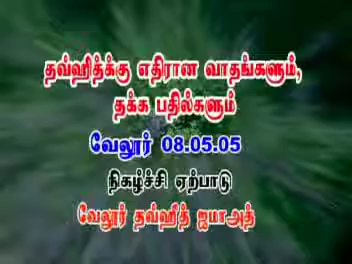 தவ்ஹீத்க்கு எதிரான வாதங்களும்,
தக்க பதில்களும்
வேலூர் 08.05.05
நிகழ்ச்சி ஏற்பாடு
வேலூர் தவ்ஹீத் ஜமாஅத்